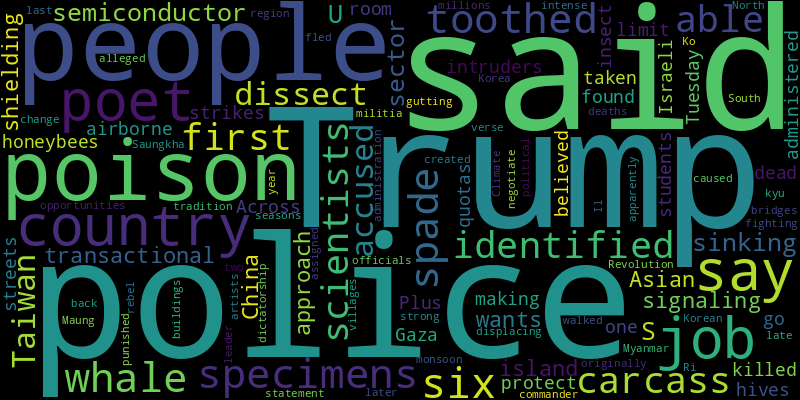 last semiconductor region U room millions intense North
people fled toothed able
shielding alleged sector said insect limit Ko
poet dissect strikes intruders taken Israeli Tuesday
change airborne first militia gutting found Korea deaths South administered
honeybees Saungkha Trump verse
poison year scientists accused administration created quotas Climate negotiate political believed students dead
opportunities tradition Across spade Il apparently caused kyu
country seasons bridges
fighting
streets transactional assigned approach officials identified sinking
Taiwan two China dictatorship villages Revolution Asian say
back rebel artists police Plus making signaling
Maung buildings strong wants one S job go
punished leader Gaza displacing walked Korean late
Myanmar
whale specimens monsoon island originally Ri killed
statement later six protect carcass hives
commander